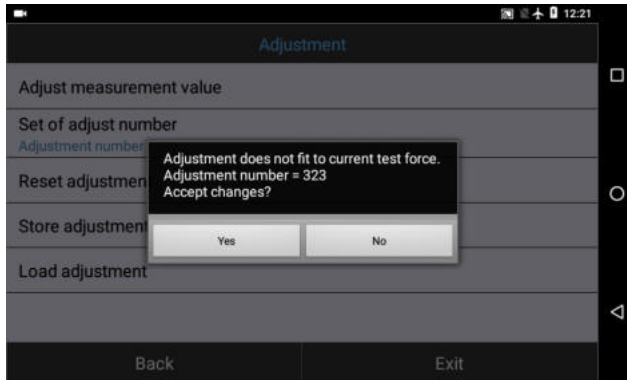 12:21
Adjustment
Adjust measurement value
Set of adjust number
Adjustment number
Adjustment does not fit to current test force.
Adjustment number = 323
Accept changes?
Reset adjustmen
Store adjustment
Yes
No
Load adjustment
Back
Exit